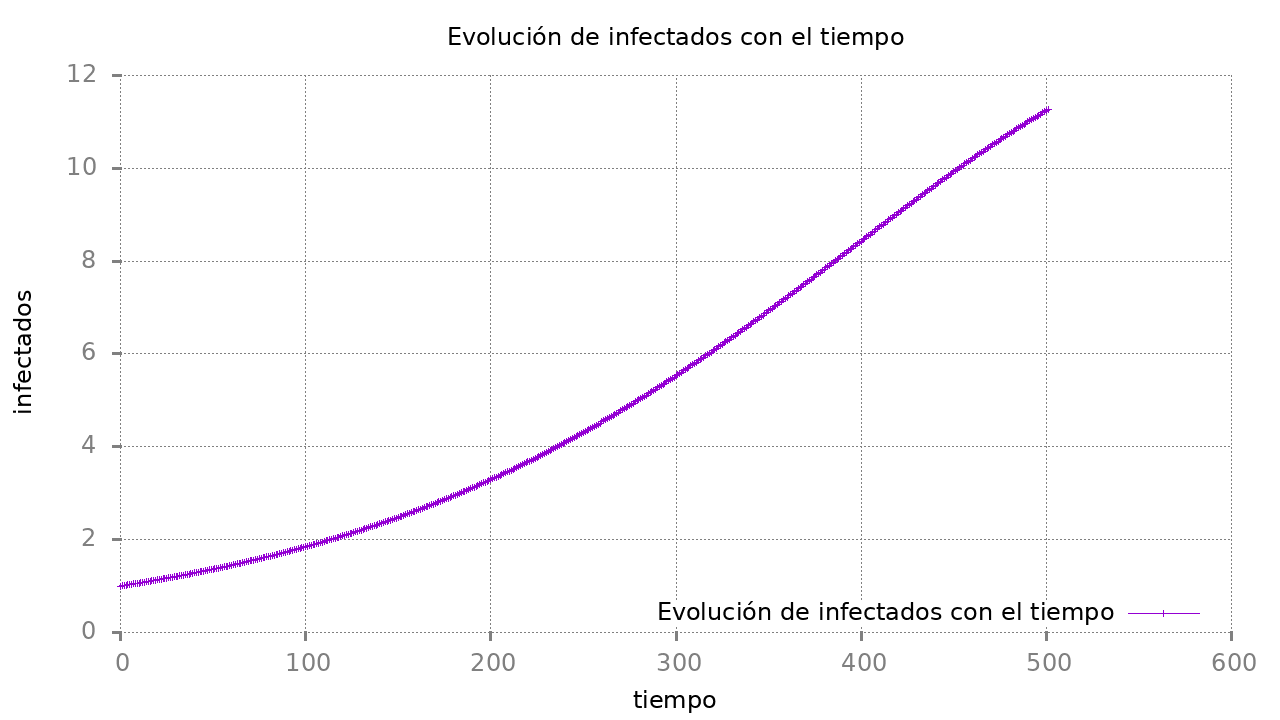 Evolución de infectados con el tiempo
12
10
8
6
4
2
0
infectados
Evolución de infectados con el tiempo
0 100 200 300 400 500 600
tiempo